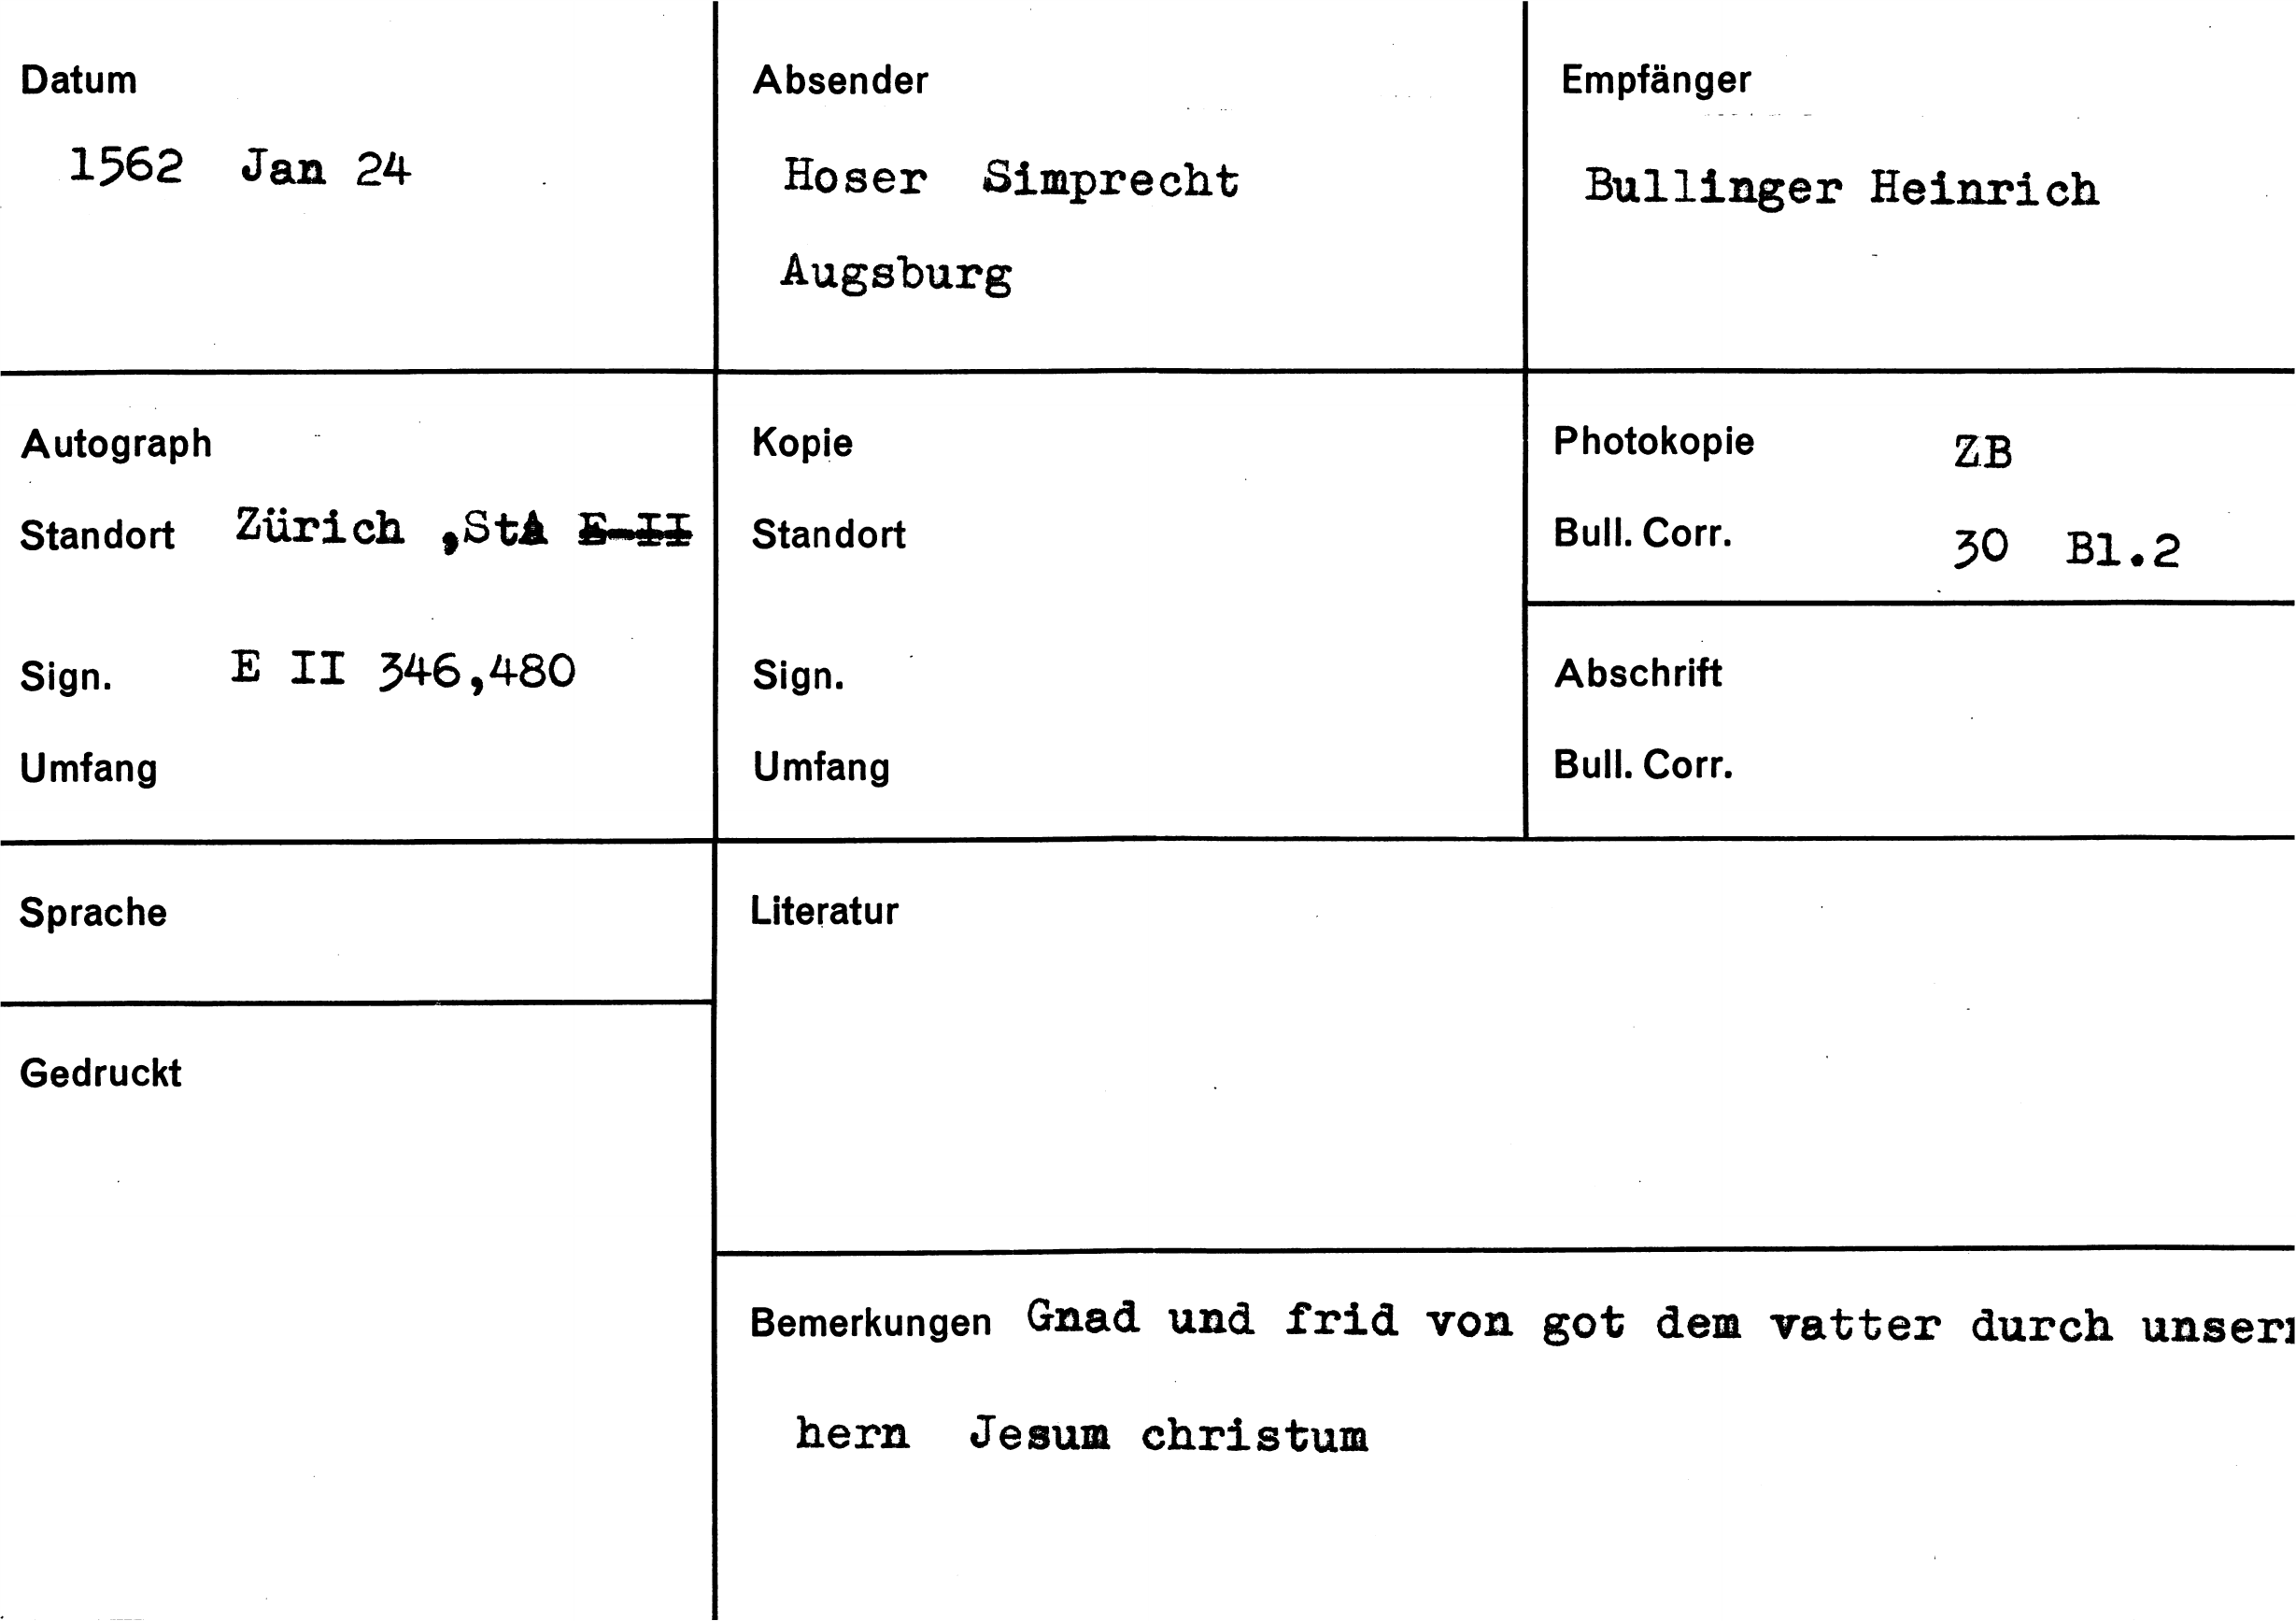 Datum
1562 Jan 24
Absender
Hoser Simprecht
Augsburg
Empfänger
Bullinger Heinrich
Autograph
Standort Zürich ,StA E II
Sign. E II 346,480
Umfang
Kopie
Standort
Sign.
Umfang
Photokopie ZB
Bull. Corr. 30 Bl.2
Abschrift
Bull. Corr.
Sprache
Gedruckt
Literatur
Bemerkungen Gnad und frid von got dem vatter durch unsern
hern Jesum christum